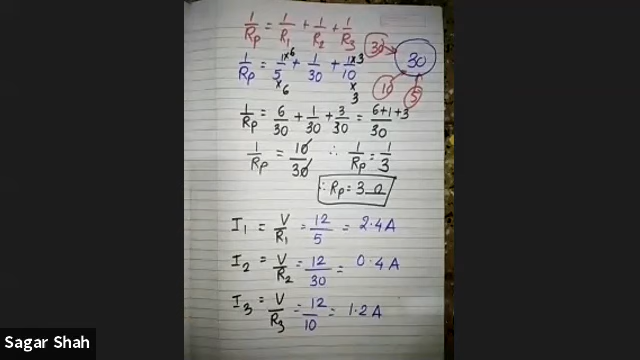 1/Rp = 1/R1 + 1/R2 + 1/R3
30
30
10
5
1/Rp = 1×6/5×6 + 1/30 + 1×3/10×3
1/Rp = 6/30 + 1/30 + 3/30 = 6+1+3/30
1/Rp = 10/30 ∴ 1/Rp = 1/3
∴ Rp = 3 Ω
I1 = V/R1 = 12/5 = 2.4 A
I2 = V/R2 = 12/30 = 0.4 A
I3 = V/R3 = 12/10 = 1.2 A
Sagar Shah